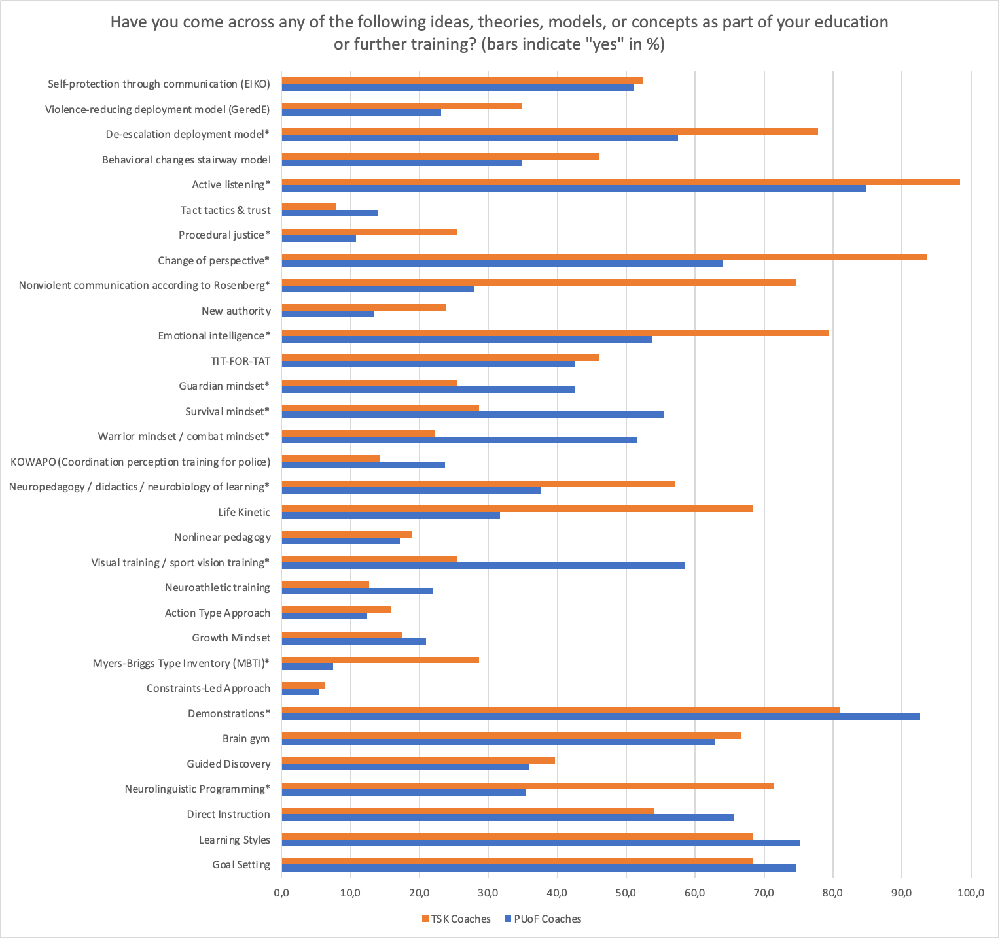 Have you come across any of the following ideas, theories, models, or concepts as part of your education
or further training? (bars indicate "yes" in %)
Self-protection through communication (EIKO)
Violence-reducing deployment model (GeredE)
De-escalation deployment model*
Behavioral changes stairway model
Active listening*
Tact tactics & trust
Procedural justice*
Change of perspective*
Nonviolent communication according to Rosenberg*
New authority
Emotional intelligence*
TIT-FOR-TAT
Guardian mindset*
Survival mindset*
Warrior mindset / combat mindset*
KOWAPO (Coordination perception training for police)
Neuropedagogy / didactics / neurobiology of learning*
Life Kinetic
Nonlinear pedagogy
Visual training / sport vision training*
Neuroathletic training
Action Type Approach
Growth Mindset
Myers-Briggs Type Inventory (MBTI)*
Constraints-Led Approach
Demonstrations*
Brain gym
Guided Discovery
Neurolinguistic Programming*
Direct Instruction
Learning Styles
Goal Setting
0,0 10,0 20,0 30,0 40,0 50,0 60,0 70,0 80,0 90,0 100,0
TSK Coaches PUoF Coaches